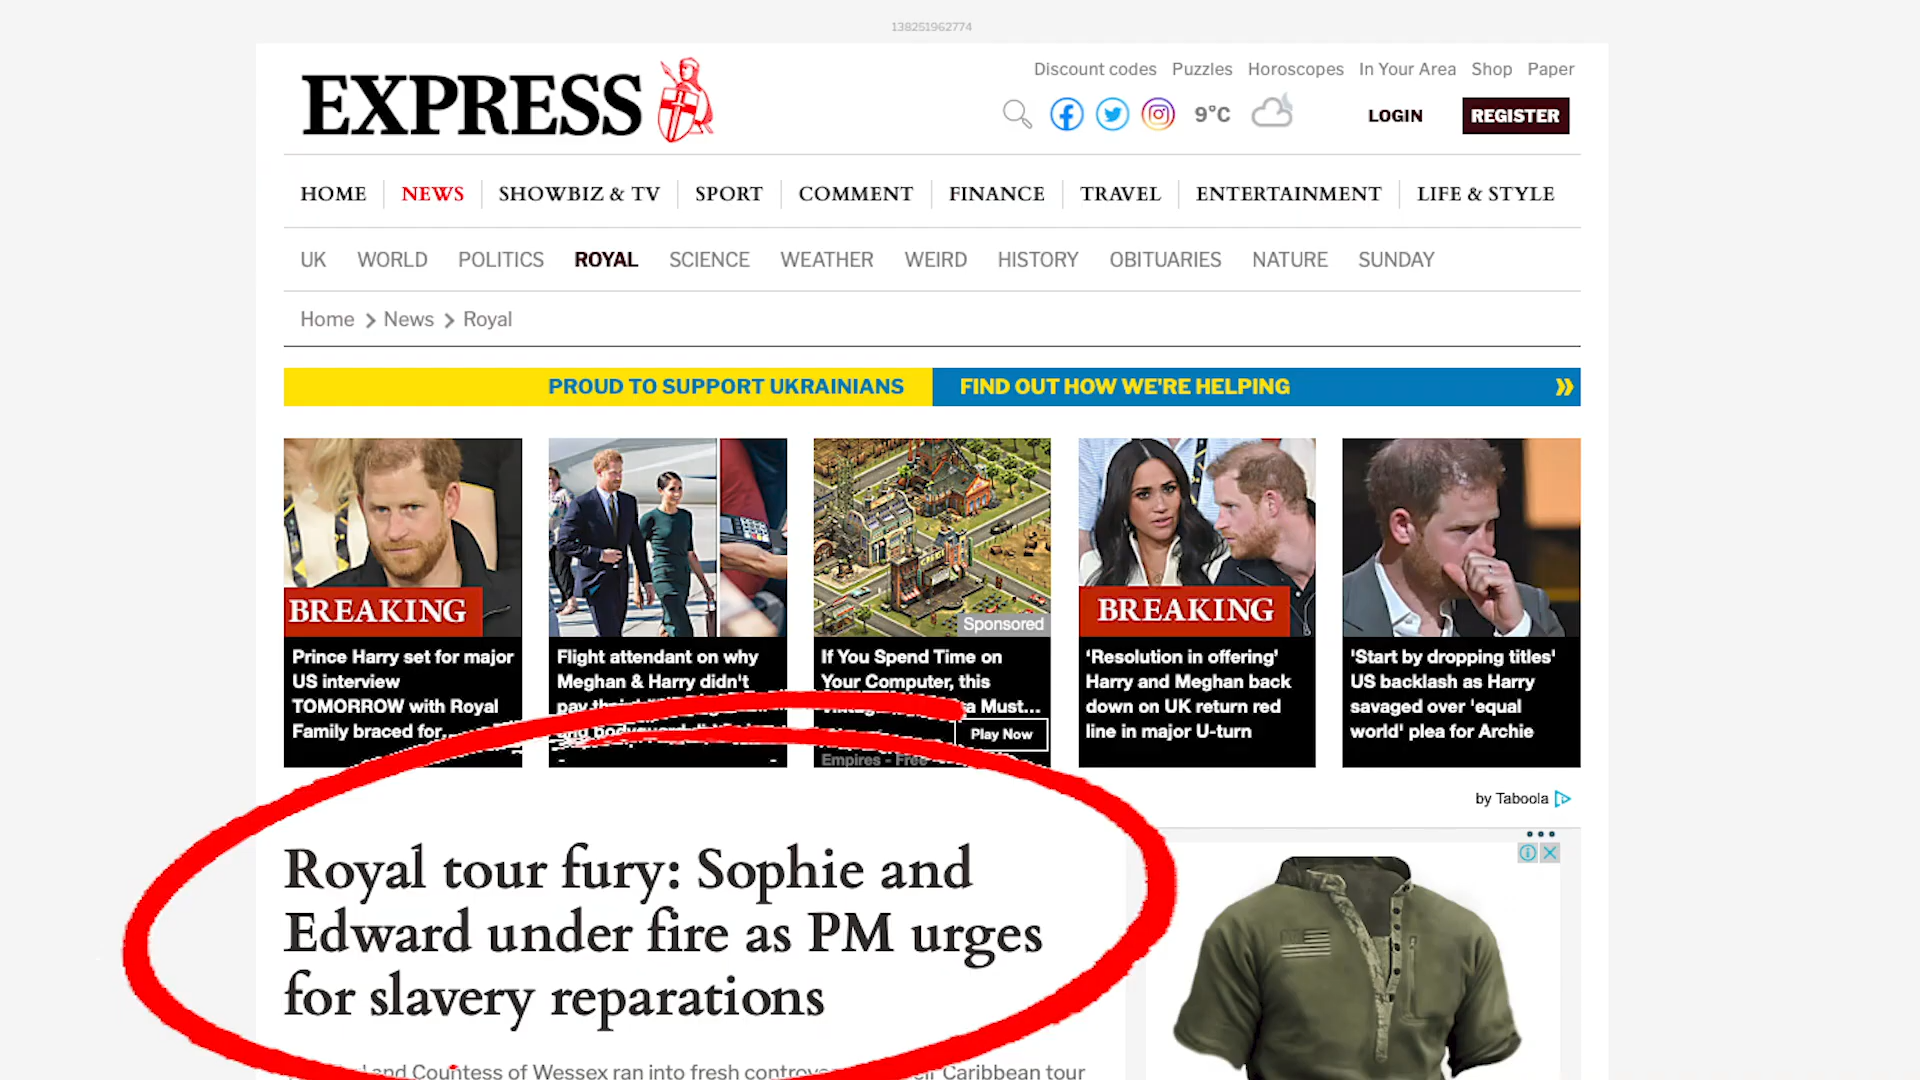 138251962774
EXPRESS
Discount codes Puzzles Horoscopes In Your Area Shop Paper
9°C
LOGIN
REGISTER
HOME NEWS SHOWBIZ & TV SPORT COMMENT FINANCE TRAVEL ENTERTAINMENT LIFE & STYLE
UK WORLD POLITICS ROYAL SCIENCE WEATHER WEIRD HISTORY OBITUARIES NATURE SUNDAY
Home > News > Royal
PROUD TO SUPPORT UKRAINIANS
FIND OUT HOW WE'RE HELPING »
BREAKING
Prince Harry set for major
US interview
TOMORROW with Royal
Family braced for...
Flight attendant on why
Meghan & Harry didn't
pay
and
Sponsored
If You Spend Time on
Your Computer, this
Must...
Play Now
Empires - Free
BREAKING
‘Resolution in offering’
Harry and Meghan back
down on UK return red
line in major U-turn
'Start by dropping titles'
US backlash as Harry
savaged over 'equal
world' plea for Archie
by Taboola
Royal tour fury: Sophie and
Edward under fire as PM urges
for slavery reparations
and Countess of Wessex ran into fresh Caribbean tour